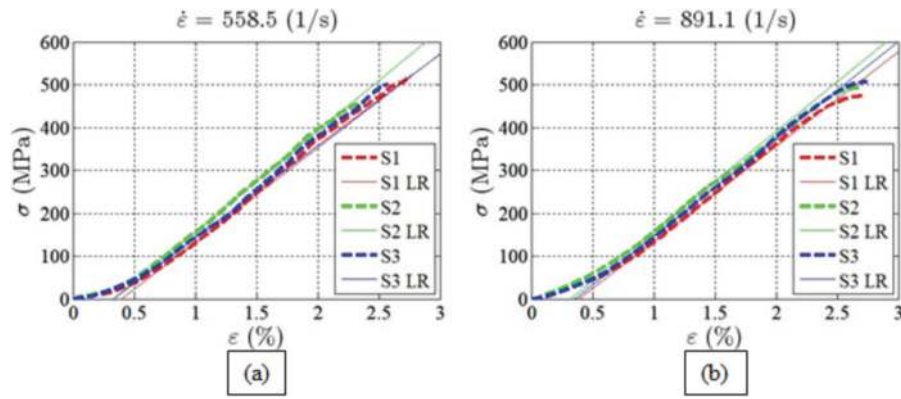 ε̇ = 558.5 (1/s)
600
500
400
300
200
100
0
0 0.5 1 1.5 2 2.5 3
σ (MPa)
ε (%)
S1
S1 LR
S2
S2 LR
S3
S3 LR
(a)
ε̇ = 891.1 (1/s)
600
500
400
300
200
100
0
0 0.5 1 1.5 2 2.5 3
σ (MPa)
ε (%)
S1
S1 LR
S2
S2 LR
S3
S3 LR
(b)